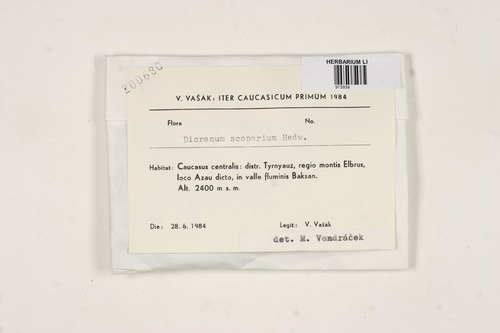 200680
HERBARIUM LI
973939
V. VAŠÁK: ITER CAUCASICUM PRIMUM 1984
Flora No.
Dicranum scoparium Hedw.
Habitat: Caucasus centralis: distr. Tyrnyauz, regio montis Elbrus,
loco Azau dicto, in valle fluminis Baksan.
Alt. 2400 m s. m.
Die: 28. 6. 1984 Legit: V. Vašák
det. M. Vondráček